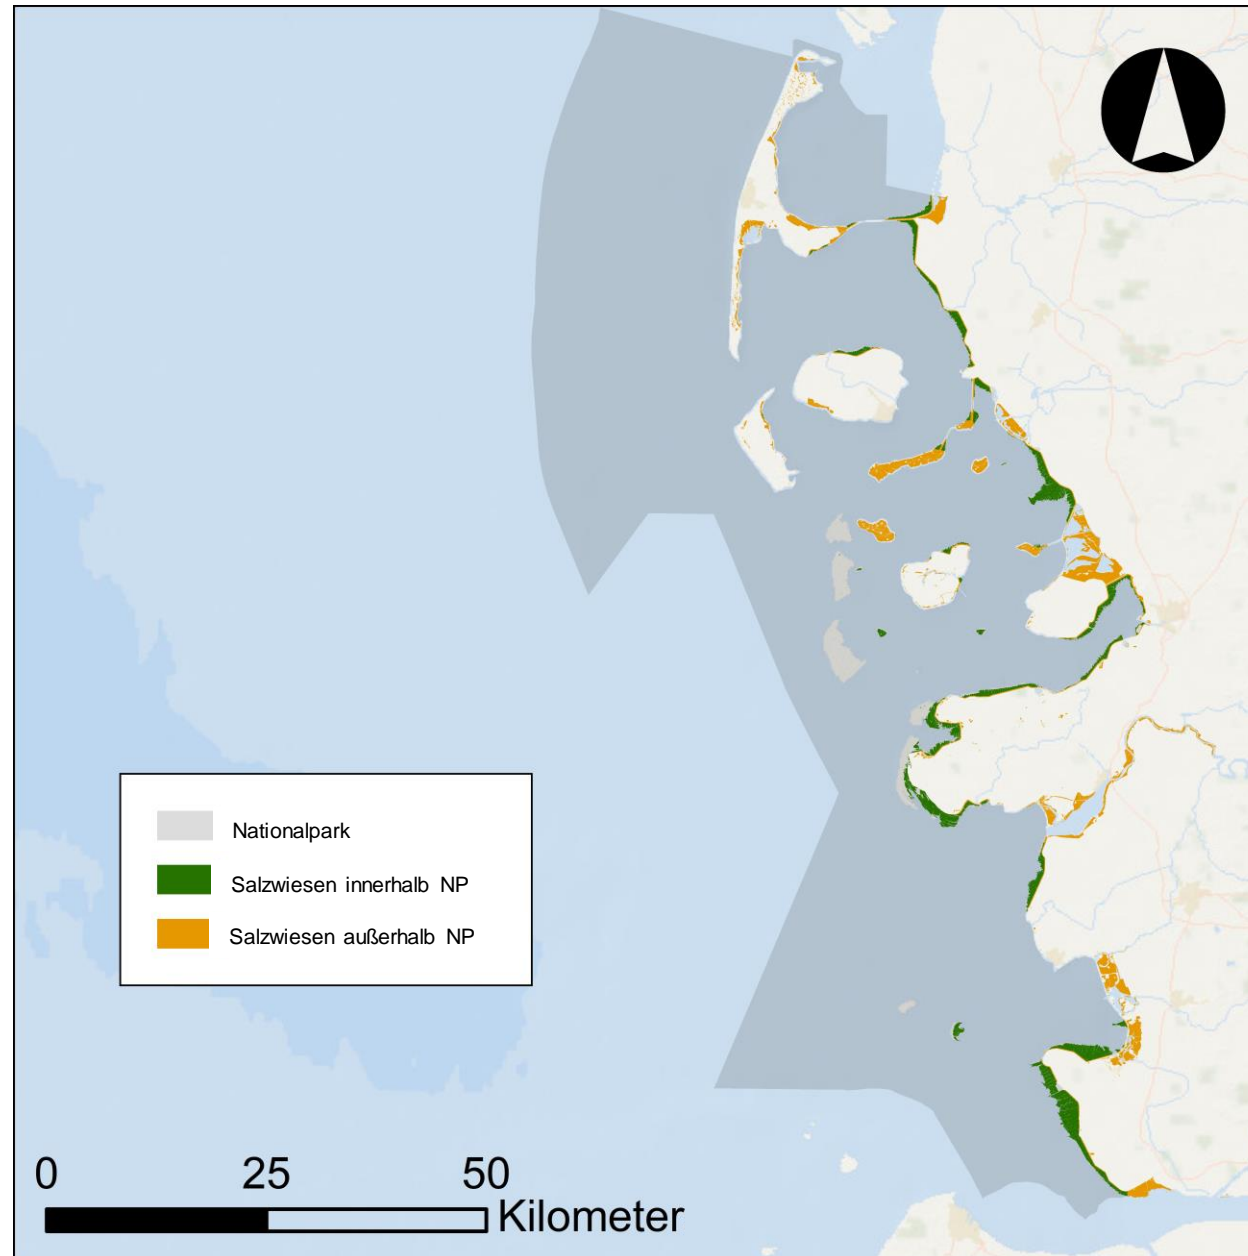 Nationalpark
Salzwiesen innerhalb NP
Salzwiesen außerhalb NP
0 25 50
Kilometer